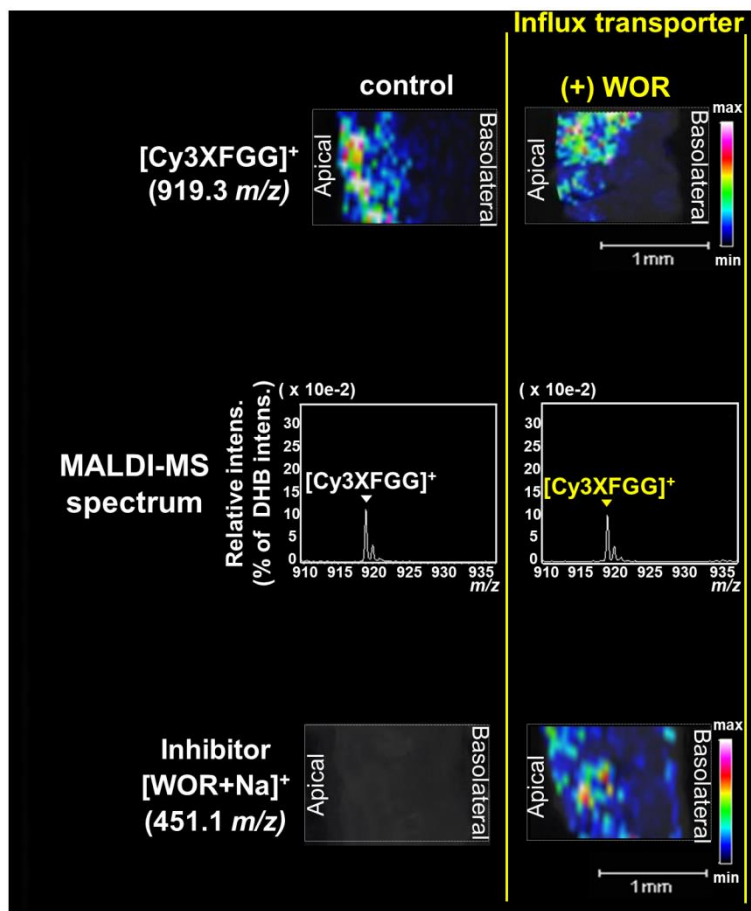 Influx transporter
control
(+) WOR
[Cy3XFGG]+
(919.3 m/z)
Apical
Basolateral
Apical
Basolateral
max
min
1mm
MALDI-MS
spectrum
Relative intens.
(% of DHB intens.)
( x 10e-2)
30
25
20
15
10
5
0
[Cy3XFGG]+
910 915 920 925 930 935
m/z
( x 10e-2)
30
25
20
15
10
5
0
[Cy3XFGG]+
910 915 920 925 930 935
m/z
Inhibitor
[WOR+Na]+
(451.1 m/z)
Apical
Basolateral
Apical
Basolateral
max
min
1mm